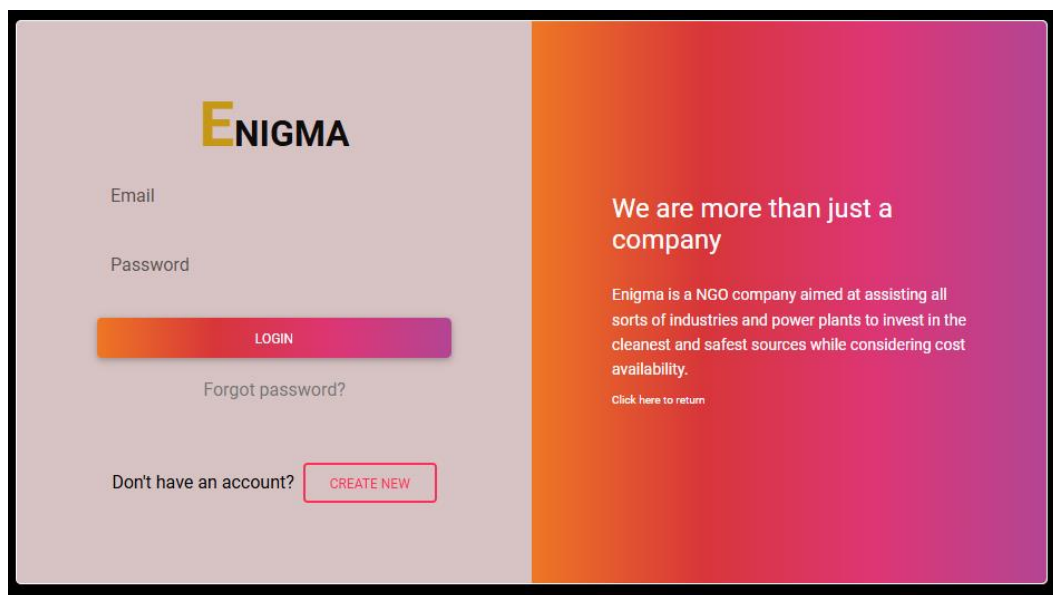 ENIGMA
Email
Password
LOGIN
Forgot password?
Don't have an account? CREATE NEW
We are more than just a
company
Enigma is a NGO company aimed at assisting all
sorts of industries and power plants to invest in the
cleanest and safest sources while considering cost
availability.
Click here to return